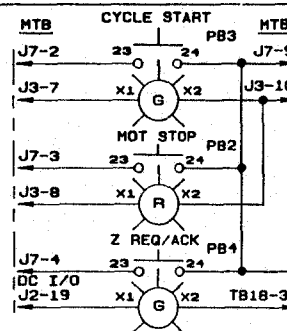 MTB CYCLE START MTB
23 24 PB3
J7-2 J7-9
J3-7 X1 G X2 J3-10
MOT STOP
23 24 PB2
J7-3
J3-8 X1 R X2
Z REQ/ACK
23 24 PB4
J7-4
DC I/O
J2-19 X1 G X2 TB18-3